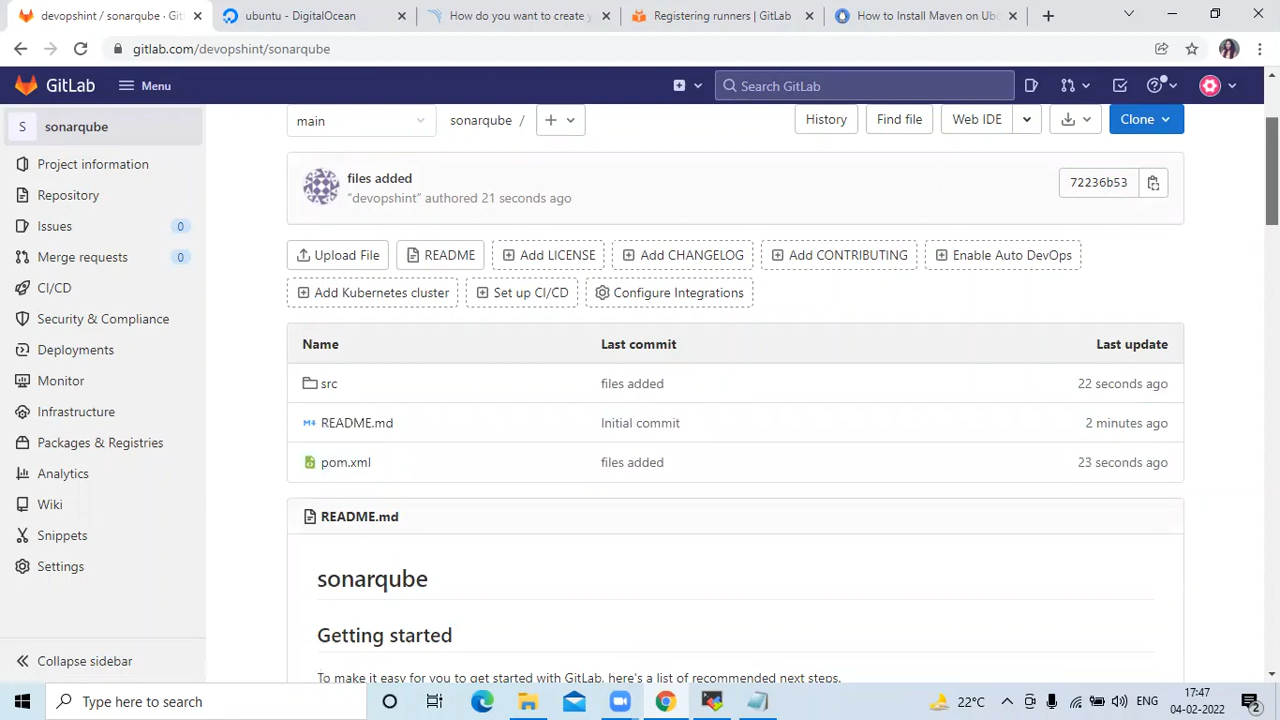 devopshint / sonarqube · Git
ubuntu - DigitalOcean
How do you want to create y
Registering runners | GitLab
How to Install Maven on Ub
gitlab.com/devopshint/sonarqube
GitLab
Menu
Search GitLab
S
sonarqube
Project information
Repository
Issues
0
Merge requests
0
CI/CD
Security & Compliance
Deployments
Monitor
Infrastructure
Packages & Registries
Analytics
Wiki
Snippets
Settings
Collapse sidebar
main
sonarqube /
History
Find file
Web IDE
Clone
files added
"devopshint" authored 21 seconds ago
72236b53
Upload File
README
Add LICENSE
Add CHANGELOG
Add CONTRIBUTING
Enable Auto DevOps
Add Kubernetes cluster
Set up CI/CD
Configure Integrations
Name
Last commit
Last update
src
files added
22 seconds ago
M+
README.md
Initial commit
2 minutes ago
pom.xml
files added
23 seconds ago
README.md
sonarqube
Getting started
To make it easy for you to get started with GitLab, here's a list of recommended next steps.
Type here to search
22°C
ENG
17:47
04-02-2022
2